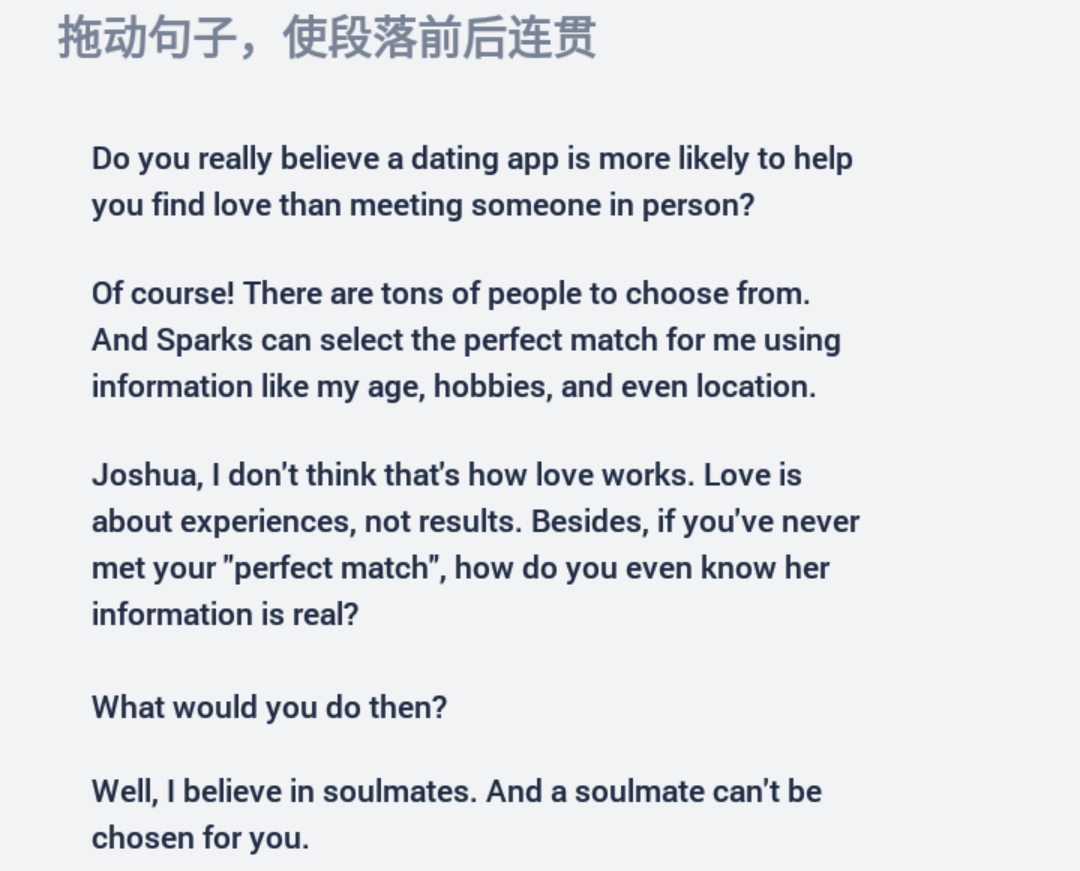 拖动句子，使段落前后连贯
Do you really believe a dating app is more likely to help
you find love than meeting someone in person?
Of course! There are tons of people to choose from.
And Sparks can select the perfect match for me using
information like my age, hobbies, and even location.
Joshua, I don't think that's how love works. Love is
about experiences, not results. Besides, if you've never
met your "perfect match", how do you even know her
information is real?
What would you do then?
Well, I believe in soulmates. And a soulmate can't be
chosen for you.